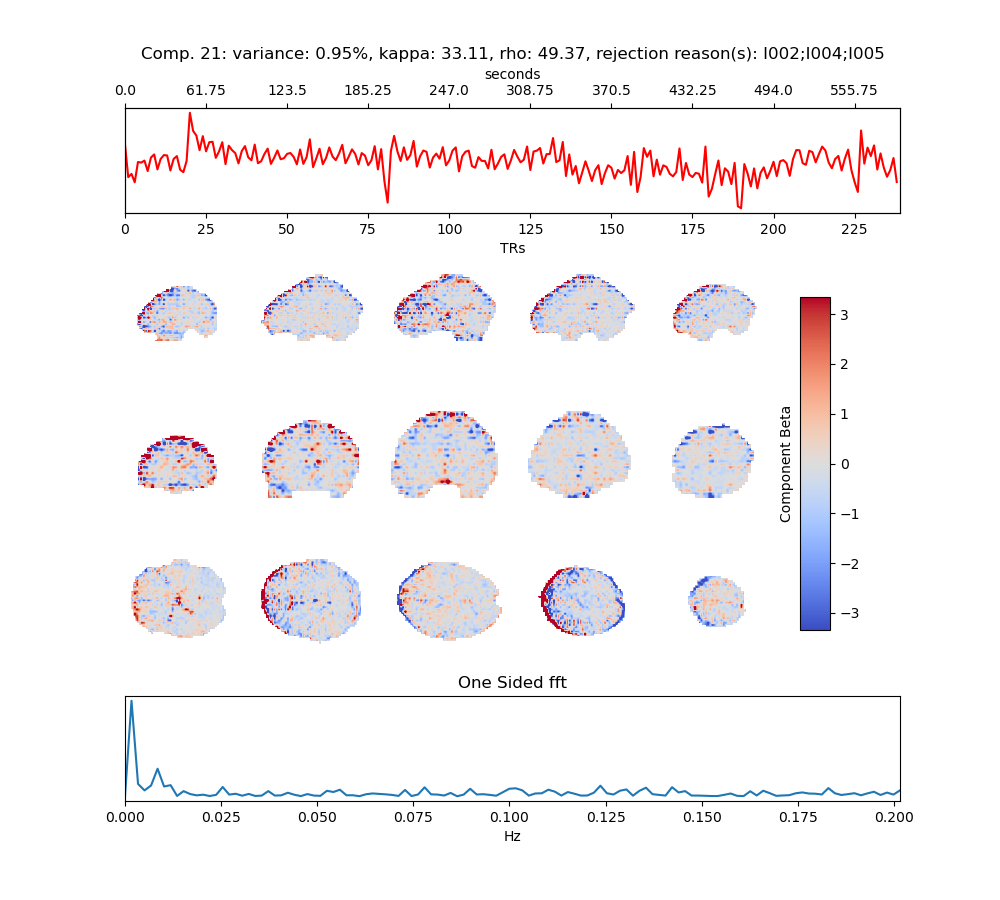 Comp. 21: variance: 0.95%, kappa: 33.11, rho: 49.37, rejection reason(s): I002;I004;I005
seconds
0.0 61.75 123.5 185.25 247.0 308.75 370.5 432.25 494.0 555.75
0 25 50 75 100 125 150 175 200 225
TRs
3
2
1
0
−1
−2
−3
Component Beta
One Sided fft
0.000 0.025 0.050 0.075 0.100 0.125 0.150 0.175 0.200
Hz